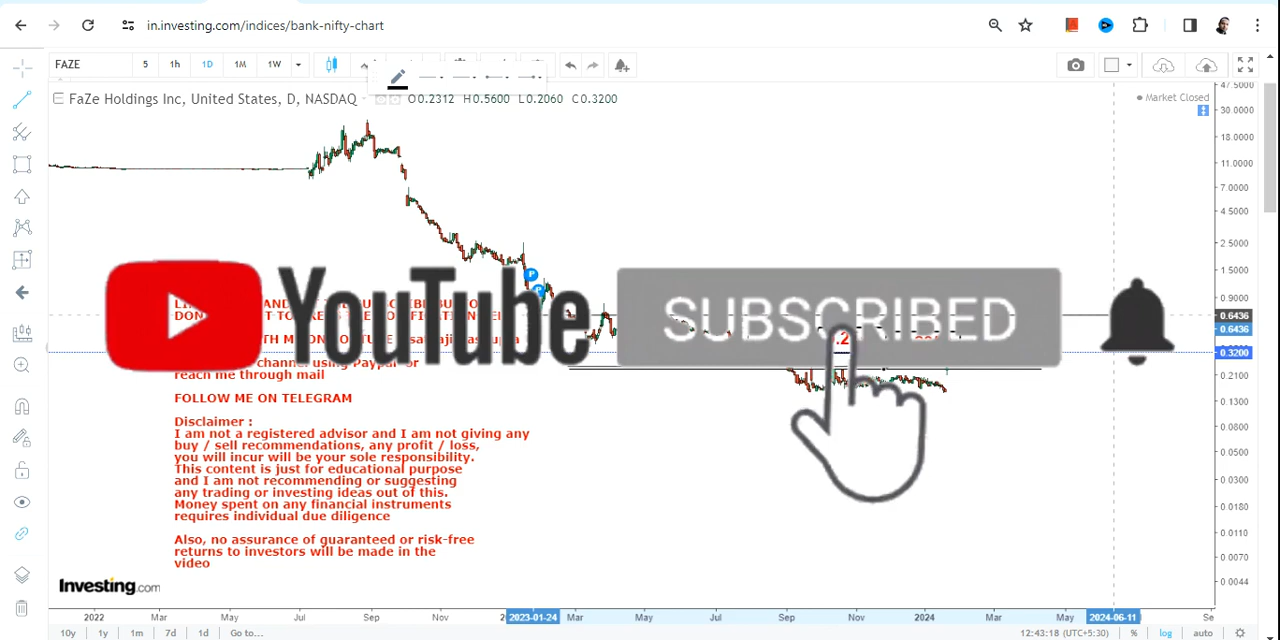 in.investing.com/indices/bank-nifty-chart
FAZE 5 1h 1D 1M 1W
FaZe Holdings Inc, United States, D, NASDAQ O0.2312 H0.5600 L0.2060 C0.3200
Market Closed
47.5000
30.0000
18.0000
11.0000
7.0000
4.5000
2.5000
1.5000
0.9000
0.6436
0.6436
0.3200
0.2100
0.1300
0.0800
0.0500
0.0300
0.0180
0.0110
0.0070
0.0044
P
P
YouTube SUBSCRIBED
channel using Paypal or
reach me through mail
FOLLOW ME ON TELEGRAM
Disclaimer :
I am not a registered advisor and I am not giving any
buy / sell recommendations, any profit / loss,
you will incur will be your sole responsibility.
This content is just for educational purpose
and I am not recommending or suggesting
any trading or investing ideas out of this.
Money spent on any financial instruments
requires individual due diligence
Also, no assurance of guaranteed or risk-free
returns to investors will be made in the
video
Investing.com
2022 Mar May Jul Sep Nov 2023-01-24 Mar May Jul Sep Nov 2024 Mar May 2024-06-11 Se
10y 1y 1m 7d 1d Go to... 12:43:18 (UTC+5:30) % log auto